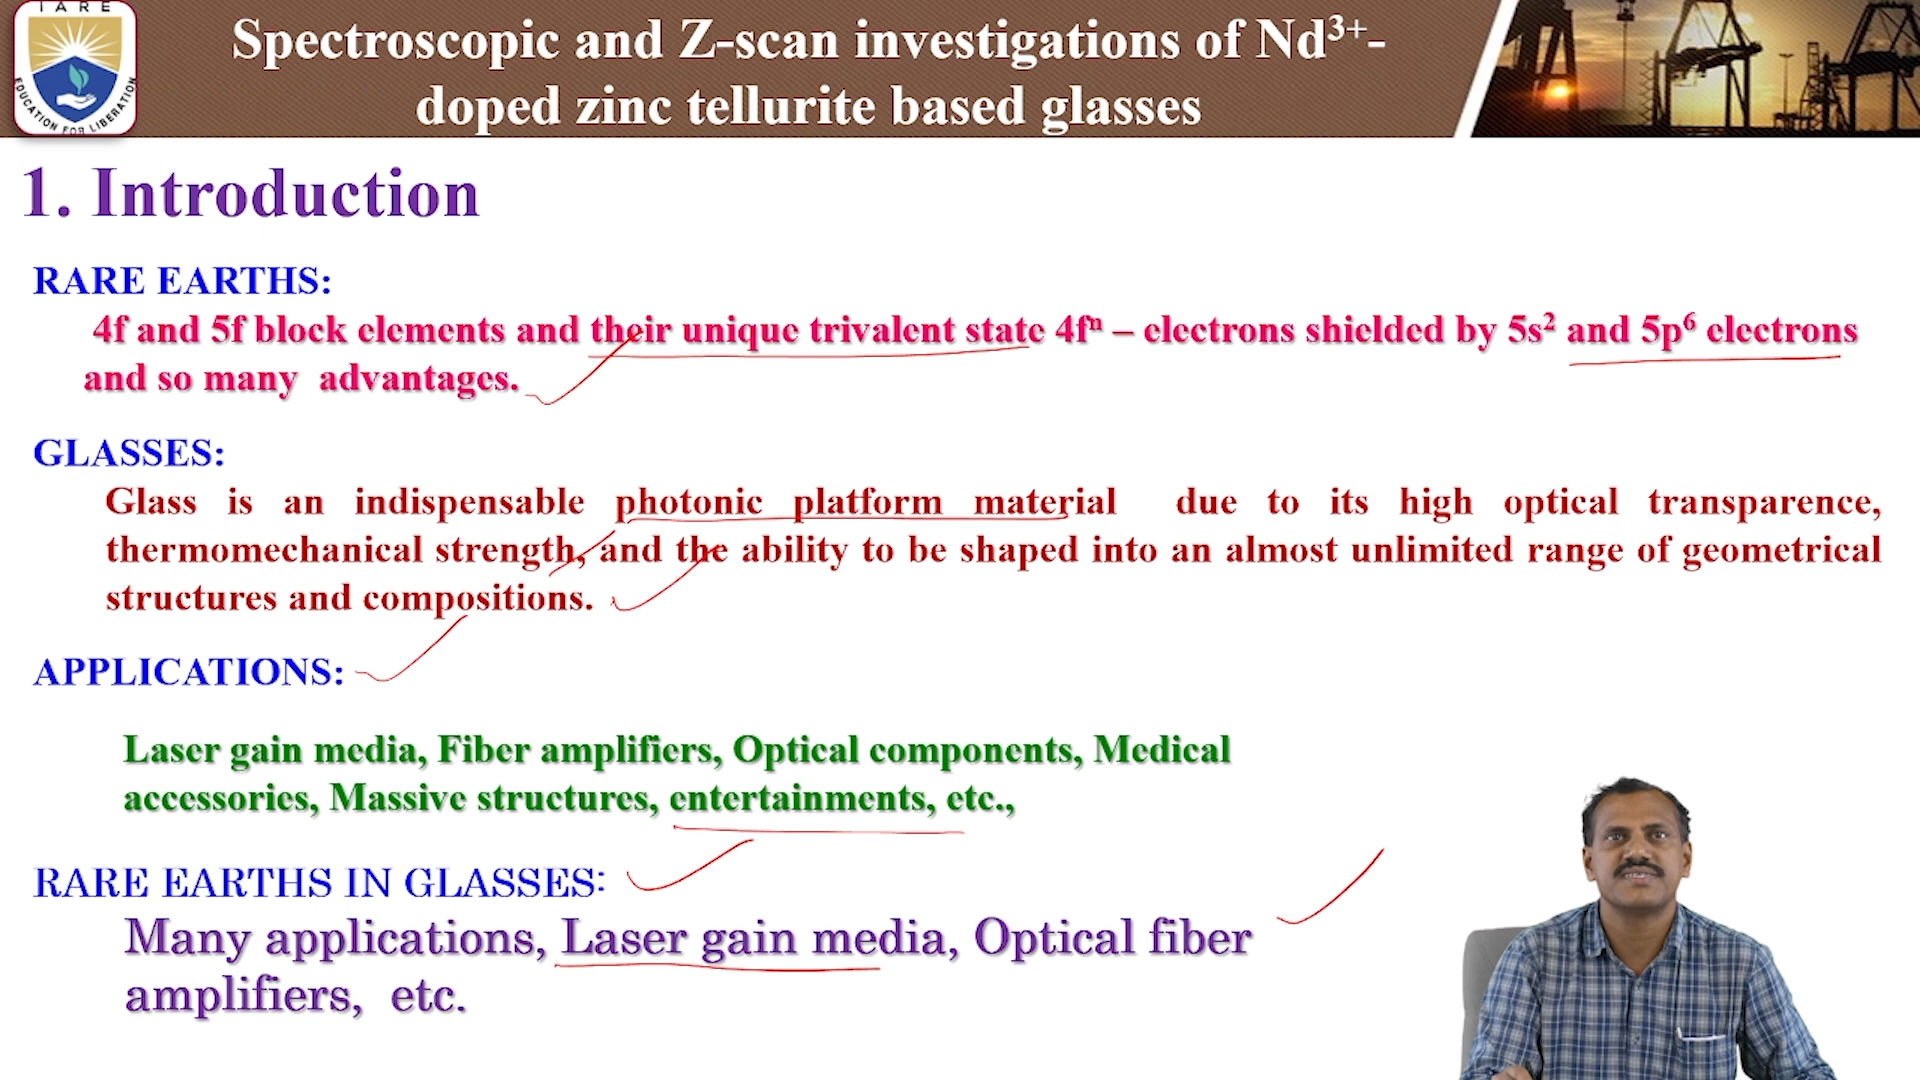 IARE
EDUCATION FOR LIBERATION
Spectroscopic and Z-scan investigations of Nd³⁺-
doped zinc tellurite based glasses
1. Introduction
RARE EARTHS:
4f and 5f block elements and their unique trivalent state 4fⁿ – electrons shielded by 5s² and 5p⁶ electrons
and so many advantages.
GLASSES:
Glass is an indispensable photonic platform material due to its high optical transparence,
thermomechanical strength, and the ability to be shaped into an almost unlimited range of geometrical
structures and compositions.
APPLICATIONS:
Laser gain media, Fiber amplifiers, Optical components, Medical
accessories, Massive structures, entertainments, etc.,
RARE EARTHS IN GLASSES:
Many applications, Laser gain media, Optical fiber
amplifiers, etc.